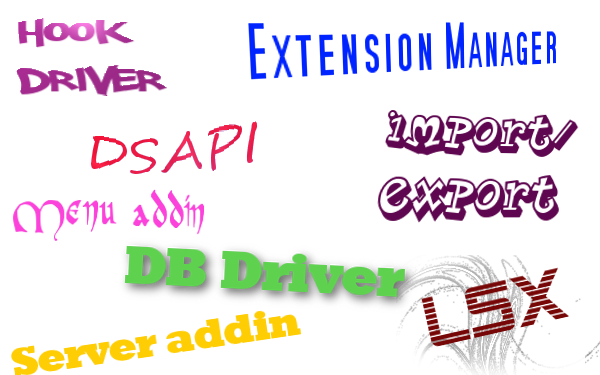 Hook
Driver
Extension Manager
DSAPI
import/
export
Menu addin
DB Driver
LSX
Server addin